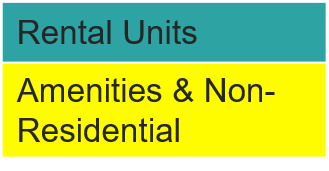 Rental Units
Amenities & Non-
Residential